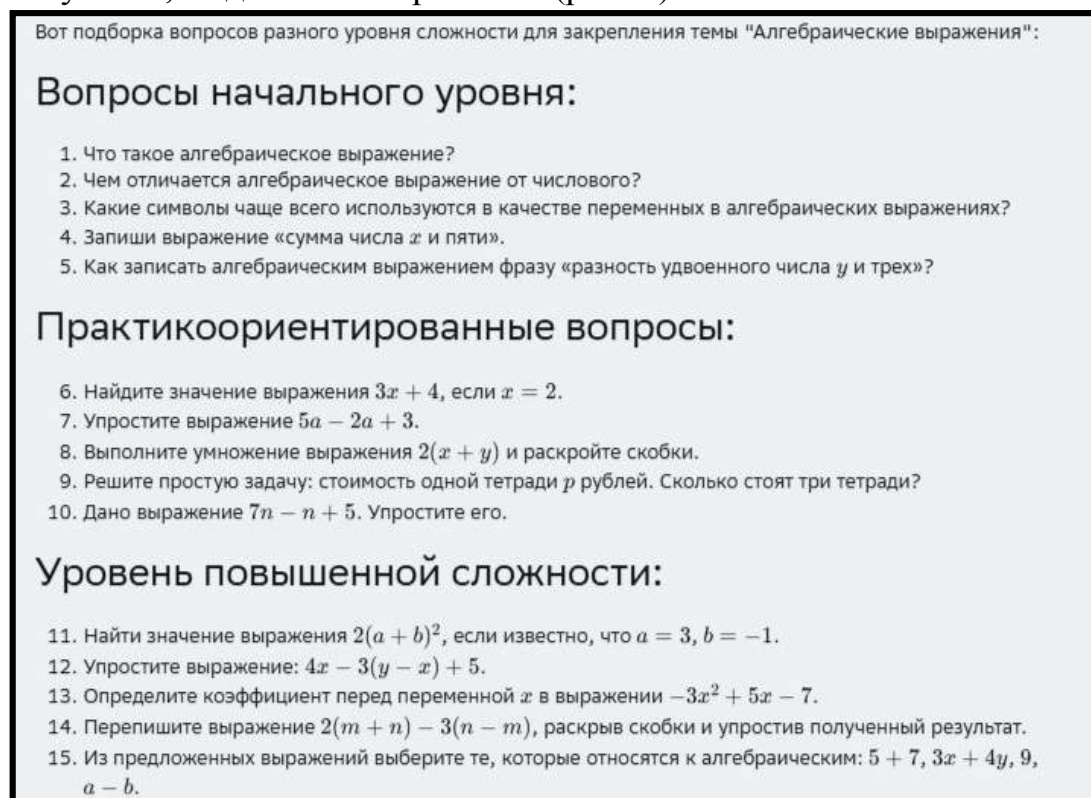 Вот подборка вопросов разного уровня сложности для закрепления темы "Алгебраические выражения":
Вопросы начального уровня:
1. Что такое алгебраическое выражение?
2. Чем отличается алгебраическое выражение от числового?
3. Какие символы чаще всего используются в качестве переменных в алгебраических выражениях?
4. Запиши выражение «сумма числа x и пяти».
5. Как записать алгебраическим выражением фразу «разность удвоенного числа y и трех»?
Практикоориентированные вопросы:
6. Найдите значение выражения 3x + 4, если x = 2.
7. Упростите выражение 5a − 2a + 3.
8. Выполните умножение выражения 2(x + y) и раскройте скобки.
9. Решите простую задачу: стоимость одной тетради p рублей. Сколько стоят три тетради?
10. Дано выражение 7n − n + 5. Упростите его.
Уровень повышенной сложности:
11. Найти значение выражения 2(a + b)², если известно, что a = 3, b = −1.
12. Упростите выражение: 4x − 3(y − x) + 5.
13. Определите коэффициент перед переменной x в выражении −3x² + 5x − 7.
14. Перепишите выражение 2(m + n) − 3(n − m), раскрыв скобки и упростив полученный результат.
15. Из предложенных выражений выберите те, которые относятся к алгебраическим: 5 + 7, 3x + 4y, 9,
a − b.